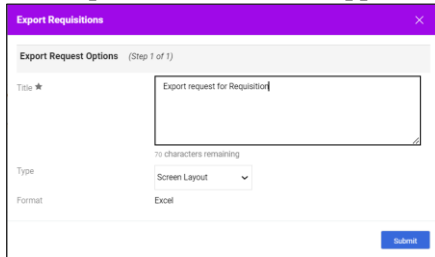 Export Requisitions
Export Request Options (Step 1 of 1)
Title ★ Export request for Requisition
70 characters remaining
Type Screen Layout
Format Excel
Submit